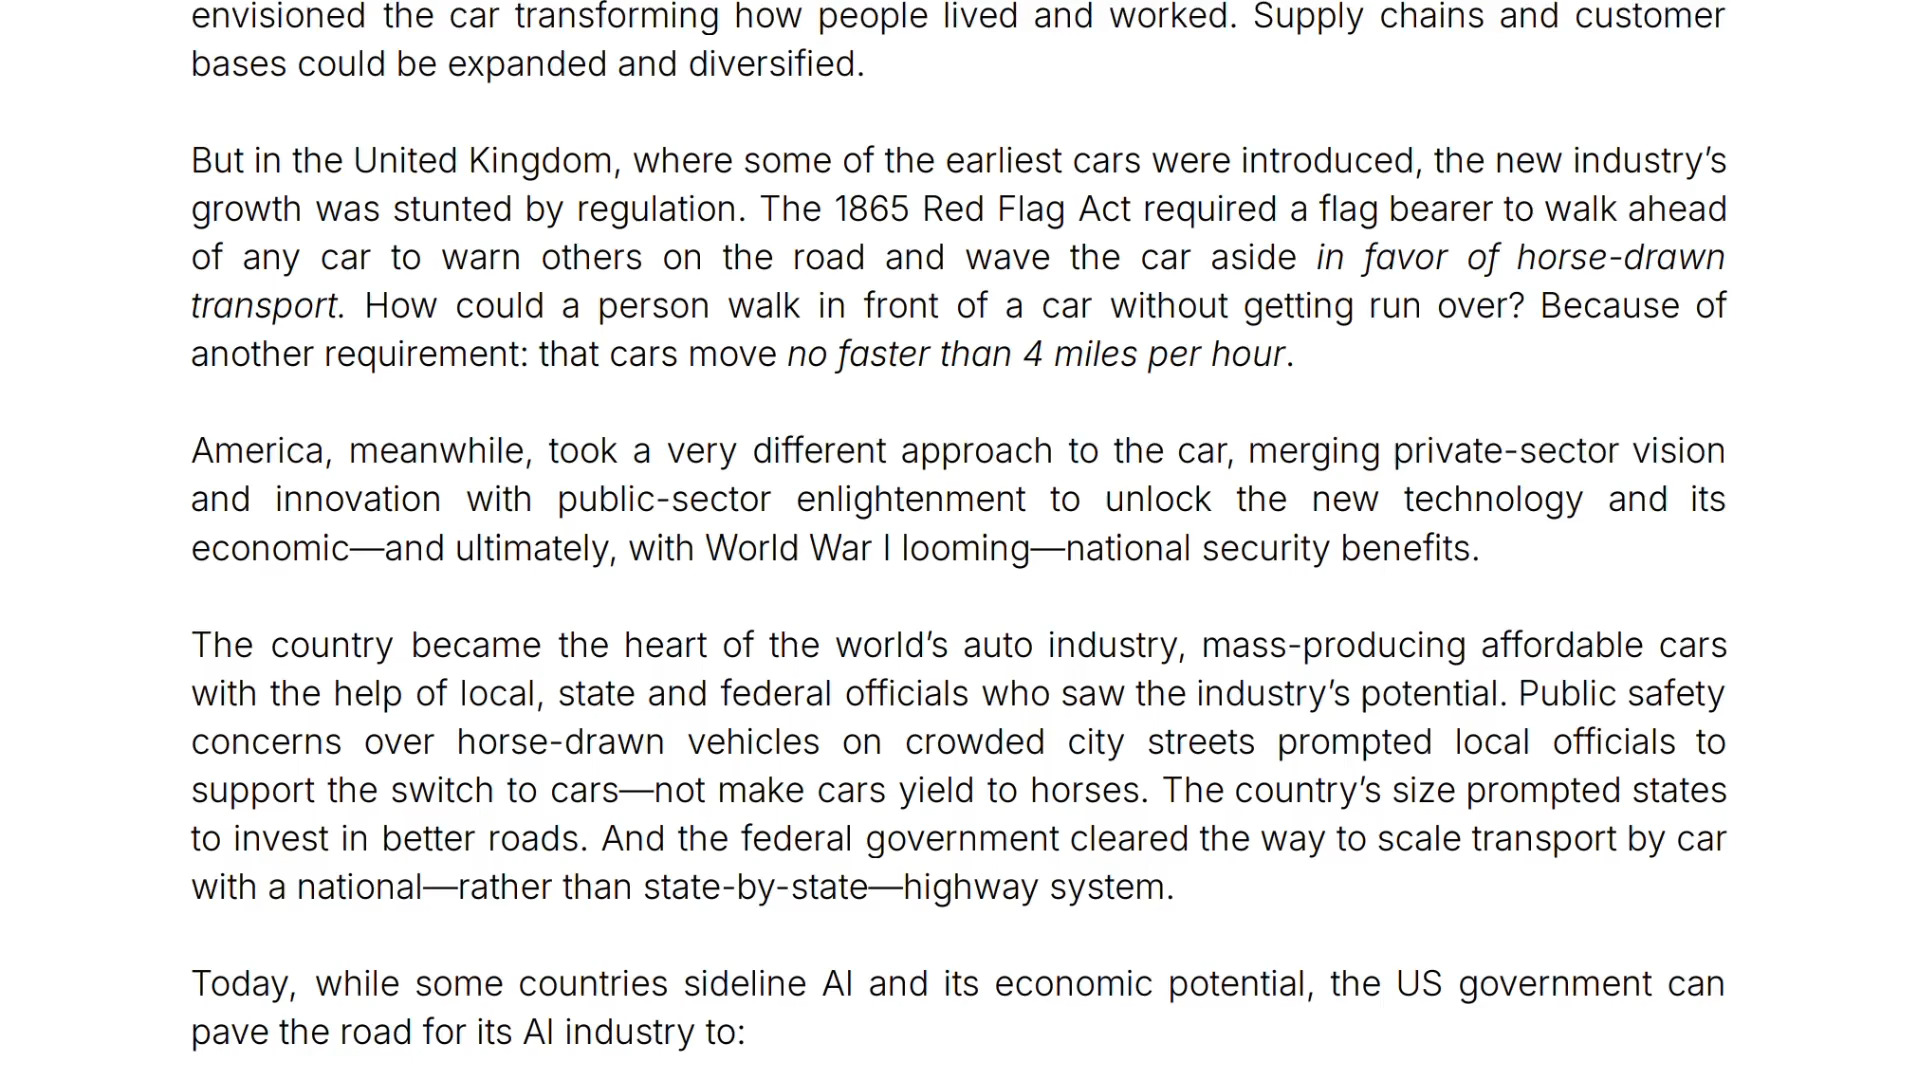 envisioned the car transforming how people lived and worked. Supply chains and customer
bases could be expanded and diversified.
But in the United Kingdom, where some of the earliest cars were introduced, the new industry’s
growth was stunted by regulation. The 1865 Red Flag Act required a flag bearer to walk ahead
of any car to warn others on the road and wave the car aside in favor of horse-drawn
transport. How could a person walk in front of a car without getting run over? Because of
another requirement: that cars move no faster than 4 miles per hour.
America, meanwhile, took a very different approach to the car, merging private-sector vision
and innovation with public-sector enlightenment to unlock the new technology and its
economic—and ultimately, with World War I looming—national security benefits.
The country became the heart of the world’s auto industry, mass-producing affordable cars
with the help of local, state and federal officials who saw the industry’s potential. Public safety
concerns over horse-drawn vehicles on crowded city streets prompted local officials to
support the switch to cars—not make cars yield to horses. The country’s size prompted states
to invest in better roads. And the federal government cleared the way to scale transport by car
with a national—rather than state-by-state—highway system.
Today, while some countries sideline AI and its economic potential, the US government can
pave the road for its AI industry to: